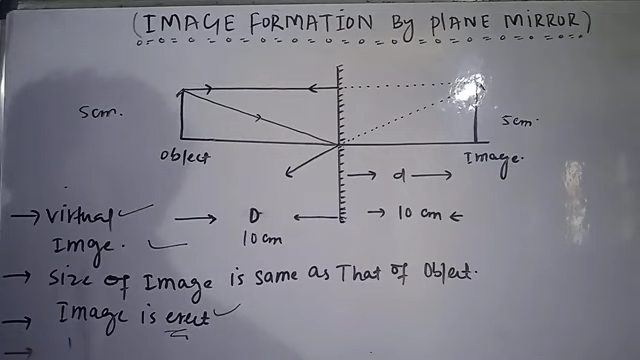 (IMAGE FORMATION By PLANE MIRROR)
5cm.
5cm.
Object
Image.
→ d →
→ Virtual ✓ → D ← → 10 cm ←
Imge. ✓ 10 cm
→ Size of Image is same as That of Object.
→ Image is erect ✓
→